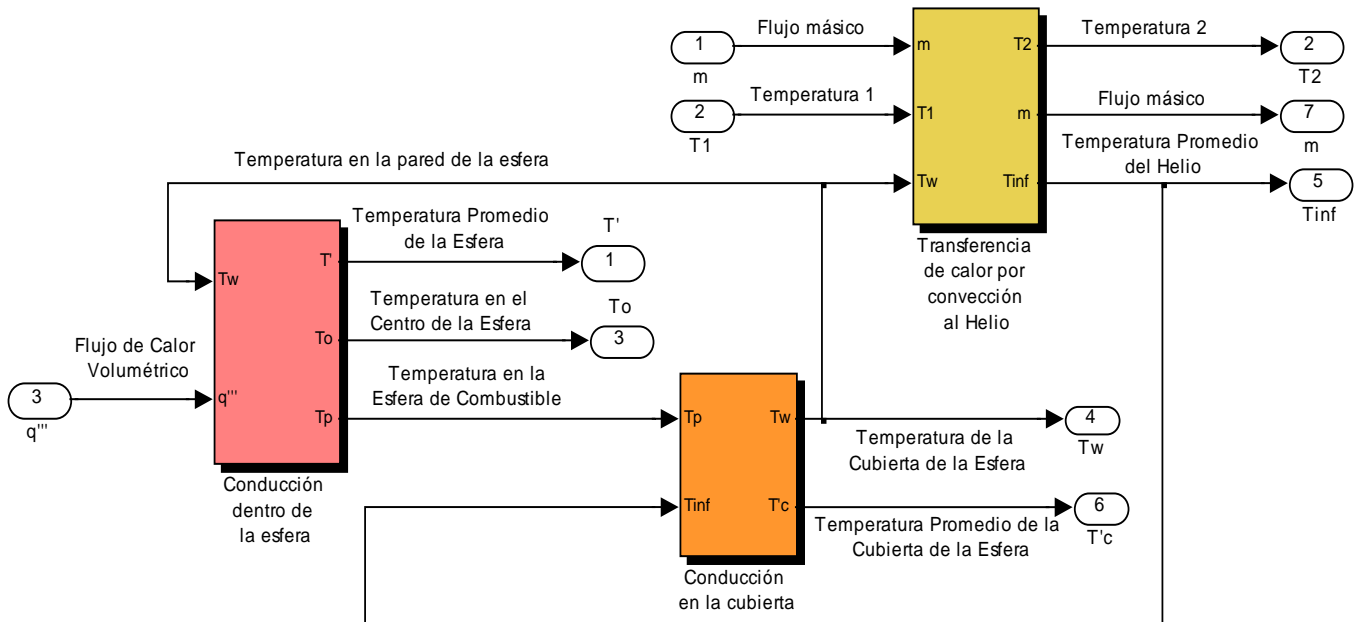 Flujo másico
1
m
m
T2
Temperatura 2
2
T2
Temperatura 1
2
T1
T1
m
Flujo másico
7
m
Temperatura en la pared de la esfera
Tw
Tinf
Temperatura Promedio
del Helio
5
Tinf
Transferencia
de calor por
convección
al Helio
Temperatura Promedio
de la Esfera
T'
1
Tw
T'
Temperatura en el
Centro de la Esfera
To
3
To
Flujo de Calor
Volumétrico
3
q'''
q'''
Temperatura en la
Esfera de Combustible
Tp
Conducción
dentro de
la esfera
Tp
Tw
4
Tw
Temperatura de la
Cubierta de la Esfera
Tinf
T'c
6
T'c
Temperatura Promedio de la
Cubierta de la Esfera
Conducción
en la cubierta